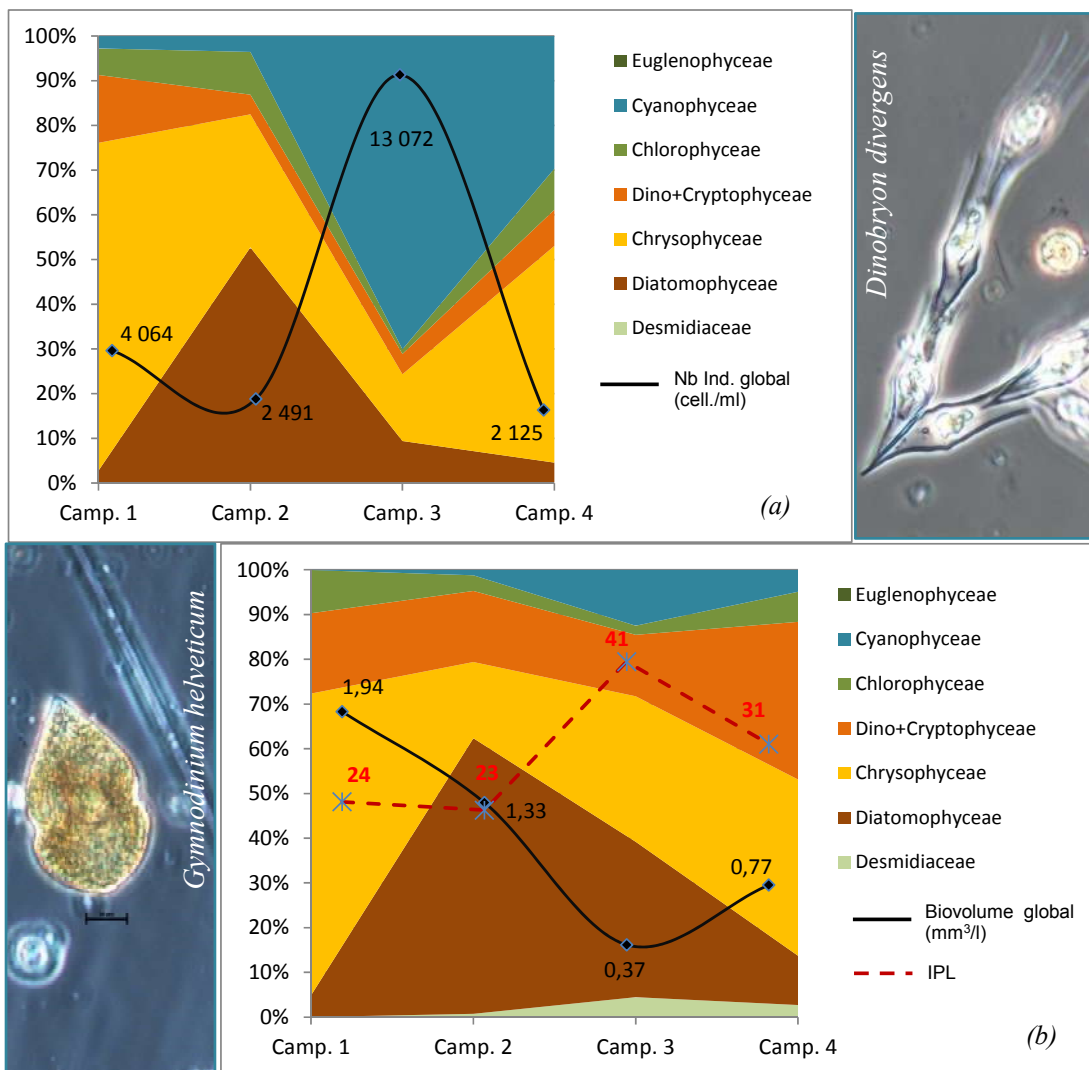 100%
90%
80%
70%
60%
50%
40%
30%
20%
10%
0%
4 064
2 491
13 072
2 125
Camp. 1
Camp. 2
Camp. 3
Camp. 4
Euglenophyceae
Cyanophyceae
Chlorophyceae
Dino+Cryptophyceae
Chrysophyceae
Diatomophyceae
Desmidiaceae
Nb Ind. global
(cell./ml)
(a)
Dinobryon divergens
Gymnodinium helveticum
100%
90%
80%
70%
60%
50%
40%
30%
20%
10%
0%
1,94
24
23
1,33
41
0,37
31
0,77
Camp. 1
Camp. 2
Camp. 3
Camp. 4
Euglenophyceae
Cyanophyceae
Chlorophyceae
Dino+Cryptophyceae
Chrysophyceae
Diatomophyceae
Desmidiaceae
Biovolume global
(mm³/l)
IPL
(b)